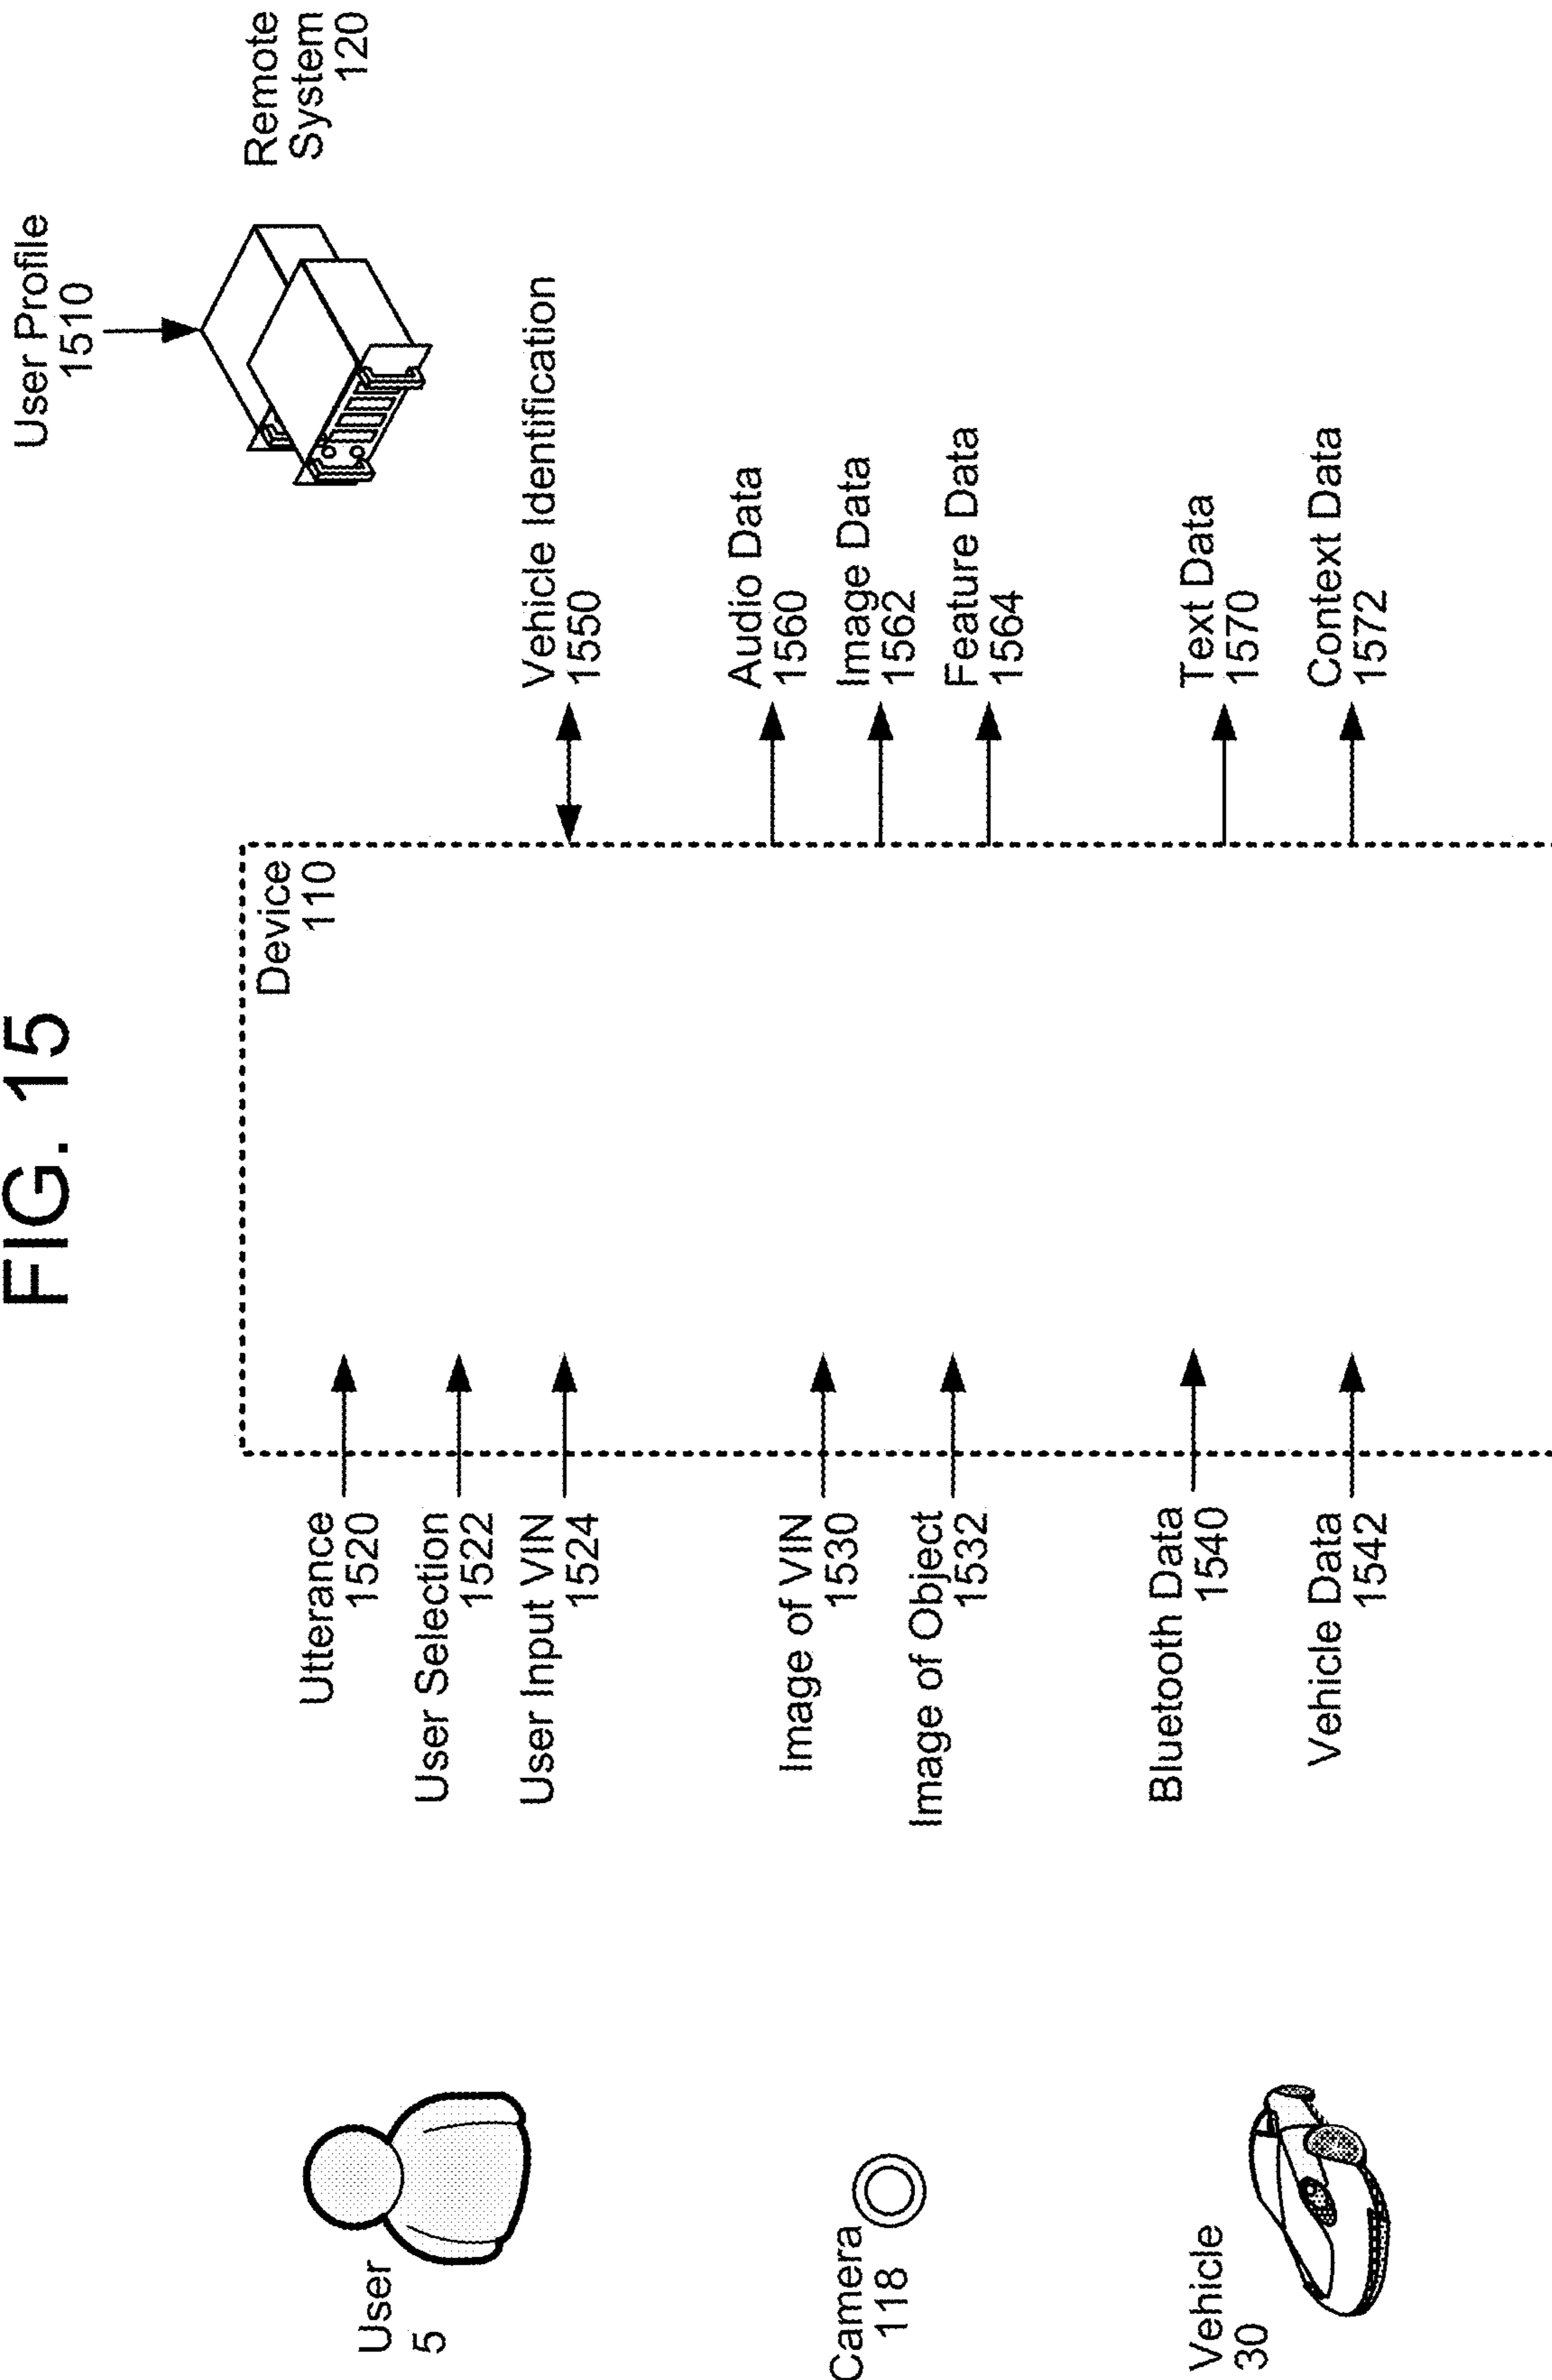 FIG. 15
User
5
Camera
118
Vehicle
30
Utterance
1520
User Selection
1522
User Input VIN
1524
Image of VIN
1530
Image of Object
1532
Bluetooth Data
1540
Vehicle Data
1542
Device
110
User Profile
1510
Remote
System
120
Vehicle Identification
1550
Audio Data
1560
Image Data
1562
Feature Data
1564
Text Data
1570
Context Data
1572